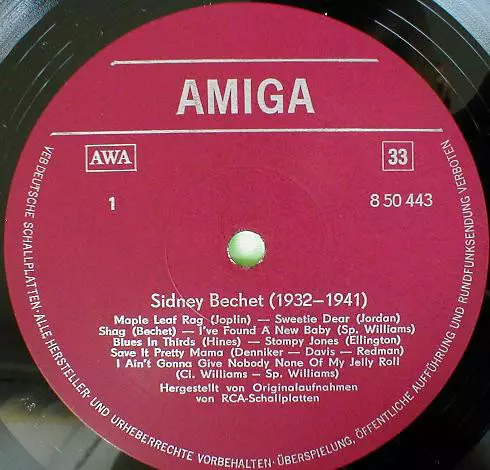 AMIGA
AWA
33
1
8 50 443
Sidney Bechet (1932–1941)
Maple Leaf Rag (Joplin) — Sweetie Dear (Jordan)
Shag (Bechet) — I've Found A New Baby (Sp. Williams)
Blues In Thirds (Hines) — Stompy Jones (Ellington)
Save It Pretty Mama (Denniker — Davis — Redman)
I Ain't Gonna Give Nobody None Of My Jelly Roll
(Cl. Williams — Sp. Williams)
Hergestellt von Originalaufnahmen
von RCA-Schallplatten
VEB DEUTSCHE SCHALLPLATTEN · ALLE HERSTELLER- UND URHEBERRECHTE VORBEHALTEN · ÜBERSPIELUNG, ÖFFENTLICHE AUFFÜHRUNG UND RUNDFUNKSENDUNG VERBOTEN